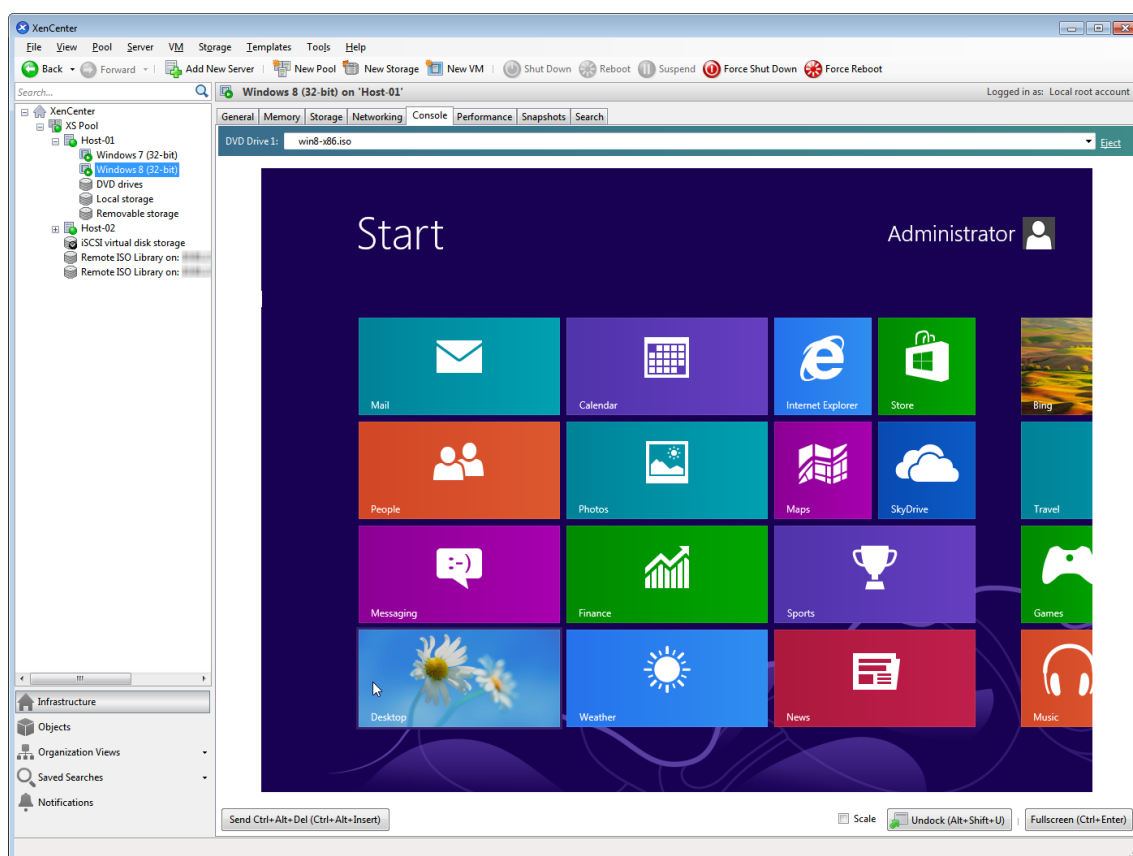 XenCenter
File View Pool Server VM Storage Templates Tools Help
Back Forward Add New Server New Pool New Storage New VM Shut Down Reboot Suspend Force Shut Down Force Reboot
Search...
Windows 8 (32-bit) on 'Host-01'
Logged in as: Local root account
XenCenter
XS Pool
Host-01
Windows 7 (32-bit)
Windows 8 (32-bit)
DVD drives
Local storage
Removable storage
Host-02
iSCSI virtual disk storage
Remote ISO Library on:
Remote ISO Library on:
Infrastructure
Objects
Organization Views
Saved Searches
Notifications
General Memory Storage Networking Console Performance Snapshots Search
DVD Drive 1: win8-x86.iso Eject
Start
Administrator
Mail Calendar Internet Explorer Store Bing
People Photos Maps SkyDrive Travel
Messaging Finance Sports Games
Desktop Weather News Music
Send Ctrl+Alt+Del (Ctrl+Alt+Insert)
Scale
Undock (Alt+Shift+U)
Fullscreen (Ctrl+Enter)